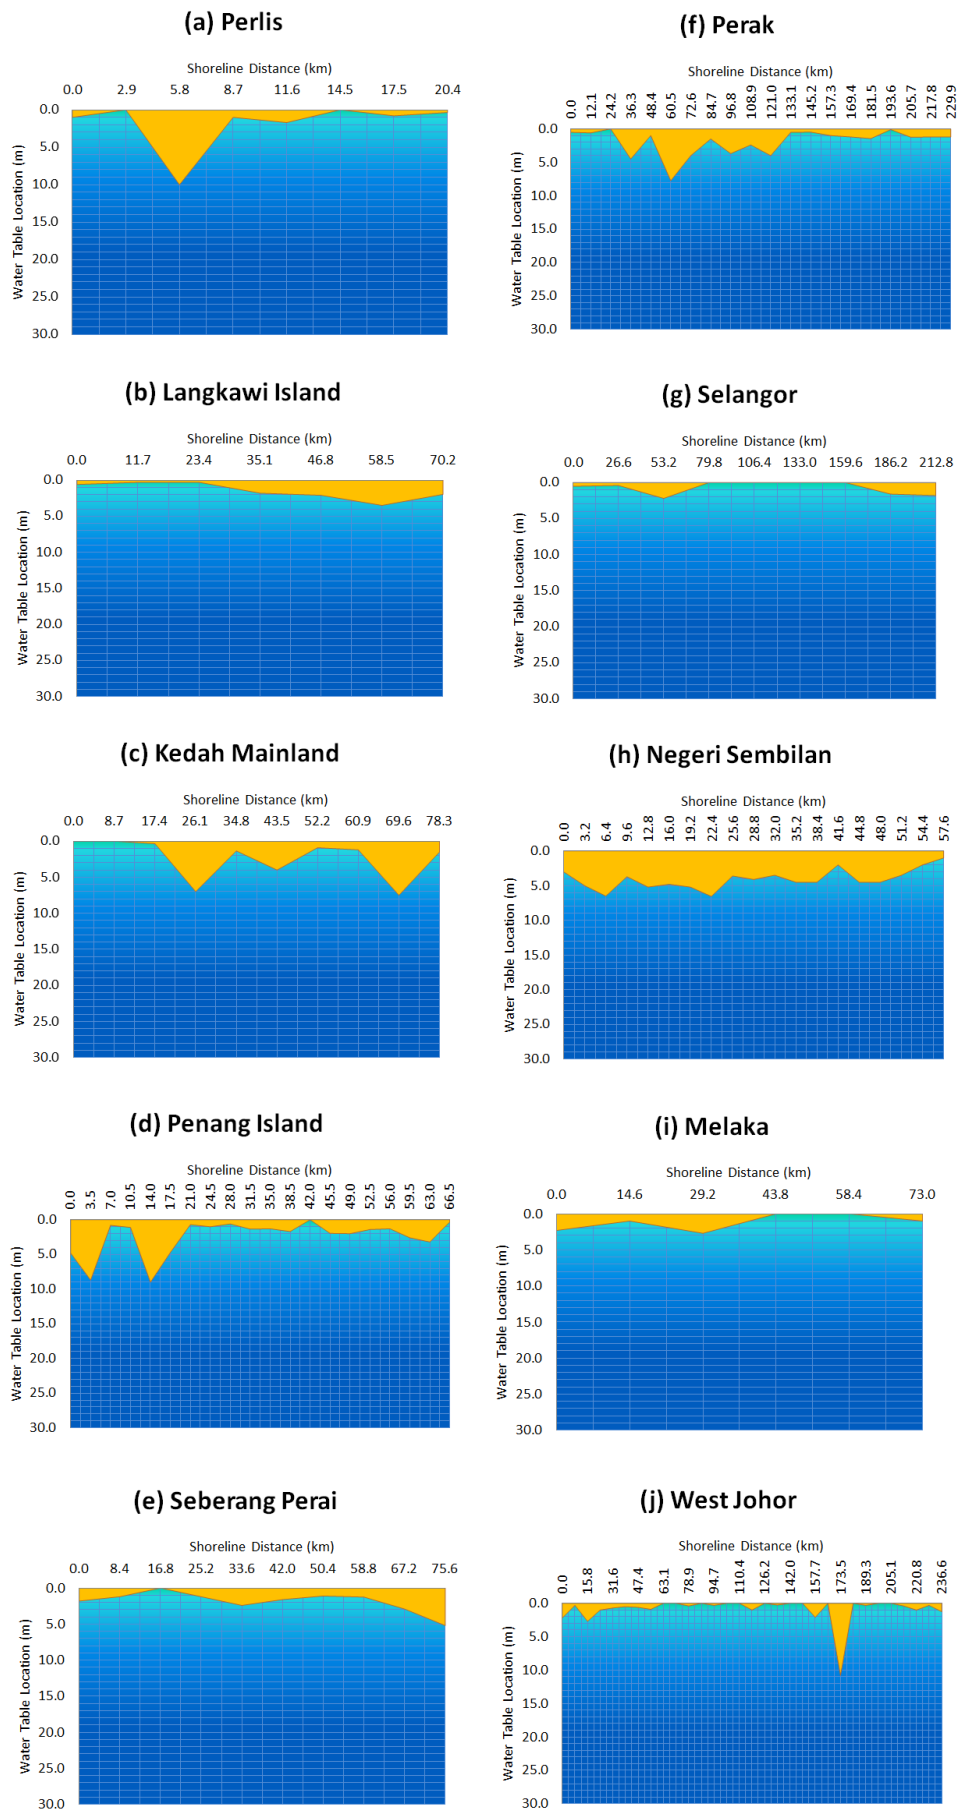 (a) Perlis
Shoreline Distance (km)
0.0 2.9 5.8 8.7 11.6 14.5 17.5 20.4
Water Table Location (m)
0.0
5.0
10.0
15.0
20.0
25.0
30.0
(b) Langkawi Island
Shoreline Distance (km)
0.0 11.7 23.4 35.1 46.8 58.5 70.2
Water Table Location (m)
0.0
5.0
10.0
15.0
20.0
25.0
30.0
(c) Kedah Mainland
Shoreline Distance (km)
0.0 8.7 17.4 26.1 34.8 43.5 52.2 60.9 69.6 78.3
Water Table Location (m)
0.0
5.0
10.0
15.0
20.0
25.0
30.0
(d) Penang Island
Shoreline Distance (km)
0.0 3.5 7.0 10.5 14.0 17.5 21.0 24.5 28.0 31.5 35.0 38.5 42.0 45.5 49.0 52.5 56.0 59.5 63.0 66.5
Water Table Location (m)
0.0
5.0
10.0
15.0
20.0
25.0
30.0
(e) Seberang Perai
Shoreline Distance (km)
0.0 8.4 16.8 25.2 33.6 42.0 50.4 58.8 67.2 75.6
Water Table Location (m)
0.0
5.0
10.0
15.0
20.0
25.0
30.0
(f) Perak
Shoreline Distance (km)
0.0 12.1 24.2 36.3 48.4 60.5 72.6 84.7 96.8 108.9 121.0 133.1 145.2 157.3 169.4 181.5 193.6 205.7 217.8 229.9
Water Table Location (m)
0.0
5.0
10.0
15.0
20.0
25.0
30.0
(g) Selangor
Shoreline Distance (km)
0.0 26.6 53.2 79.8 106.4 133.0 159.6 186.2 212.8
Water Table Location (m)
0.0
5.0
10.0
15.0
20.0
25.0
30.0
(h) Negeri Sembilan
Shoreline Distance (km)
0.0 3.2 6.4 9.6 12.8 16.0 19.2 22.4 25.6 28.8 32.0 35.2 38.4 41.6 44.8 48.0 51.2 54.4 57.6
Water Table Location (m)
0.0
5.0
10.0
15.0
20.0
25.0
30.0
(i) Melaka
Shoreline Distance (km)
0.0 14.6 29.2 43.8 58.4 73.0
Water Table Location (m)
0.0
5.0
10.0
15.0
20.0
25.0
30.0
(j) West Johor
Shoreline Distance (km)
0.0 15.8 31.6 47.4 63.1 78.9 94.7 110.4 126.2 142.0 157.7 173.5 189.3 205.1 220.8 236.6
Water Table Location (m)
0.0
5.0
10.0
15.0
20.0
25.0
30.0